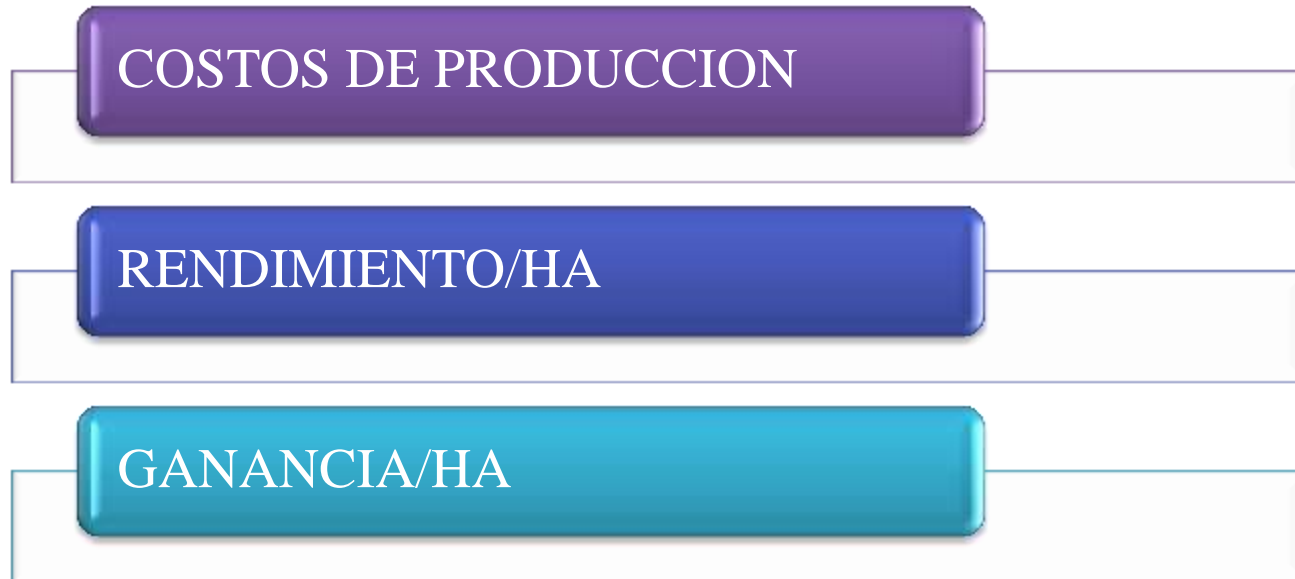 COSTOS DE PRODUCCION
RENDIMIENTO/HA
GANANCIA/HA